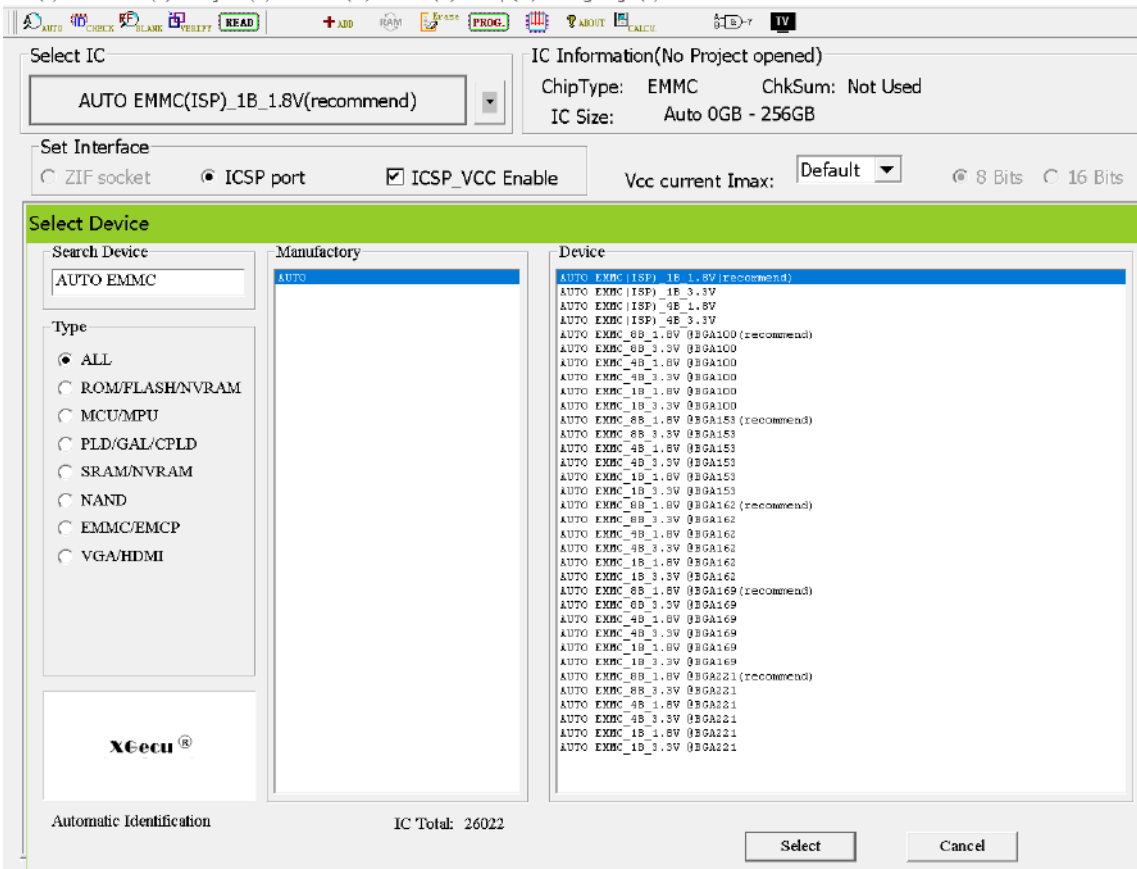 AUTO CHECK BLANK VERIFY READ ADD RAM Erase PROG. ABOUT CALCU. TV
Select IC
IC Information(No Project opened)
AUTO EMMC(ISP)_1B_1.8V(recommend)
ChipType: EMMC ChkSum: Not Used
IC Size: Auto 0GB - 256GB
Set Interface
ZIF socket ICSP port ICSP_VCC Enable Vcc current Imax: Default 8 Bits 16 Bits
Select Device
Search Device
AUTO EMMC
Type
ALL
ROM/FLASH/NVRAM
MCU/MPU
PLD/GAL/CPLD
SRAM/NVRAM
NAND
EMMC/EMCP
VGA/HDMI
XGecu ®
Automatic Identification
Manufactory
AUTO
IC Total: 26022
Device
AUTO EMMC(ISP)_1B_1.8V(recommend)
AUTO EMMC(ISP)_1B_3.3V
AUTO EMMC(ISP)_4B_1.8V
AUTO EMMC(ISP)_4B_3.3V
AUTO EMMC_8B_1.8V @BGA100(recommend)
AUTO EMMC_8B_3.3V @BGA100
AUTO EMMC_4B_1.8V @BGA100
AUTO EMMC_4B_3.3V @BGA100
AUTO EMMC_1B_1.8V @BGA100
AUTO EMMC_1B_3.3V @BGA100
AUTO EMMC_8B_1.8V @BGA153(recommend)
AUTO EMMC_8B_3.3V @BGA153
AUTO EMMC_4B_1.8V @BGA153
AUTO EMMC_4B_3.3V @BGA153
AUTO EMMC_1B_1.8V @BGA153
AUTO EMMC_1B_3.3V @BGA153
AUTO EMMC_8B_1.8V @BGA162(recommend)
AUTO EMMC_8B_3.3V @BGA162
AUTO EMMC_4B_1.8V @BGA162
AUTO EMMC_4B_3.3V @BGA162
AUTO EMMC_1B_1.8V @BGA162
AUTO EMMC_1B_3.3V @BGA162
AUTO EMMC_8B_1.8V @BGA169(recommend)
AUTO EMMC_8B_3.3V @BGA169
AUTO EMMC_4B_1.8V @BGA169
AUTO EMMC_4B_3.3V @BGA169
AUTO EMMC_1B_1.8V @BGA169
AUTO EMMC_1B_3.3V @BGA169
AUTO EMMC_8B_1.8V @BGA221(recommend)
AUTO EMMC_8B_3.3V @BGA221
AUTO EMMC_4B_1.8V @BGA221
AUTO EMMC_4B_3.3V @BGA221
AUTO EMMC_1B_1.8V @BGA221
AUTO EMMC_1B_3.3V @BGA221
Select Cancel